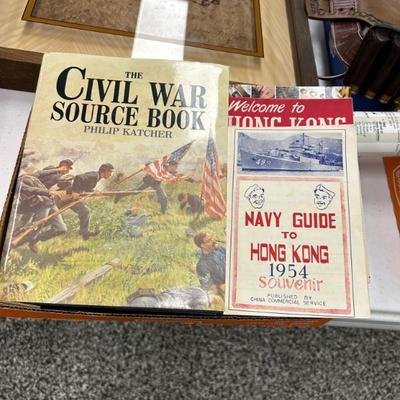 THE
CIVIL WAR
SOURCE BOOK
PHILIP KATCHER
Welcome to
HONG KONG
499
NAVY GUIDE
TO
HONG KONG
1954
Souvenir
PUBLISHED BY
CHINA COMMERCIAL SERVICE